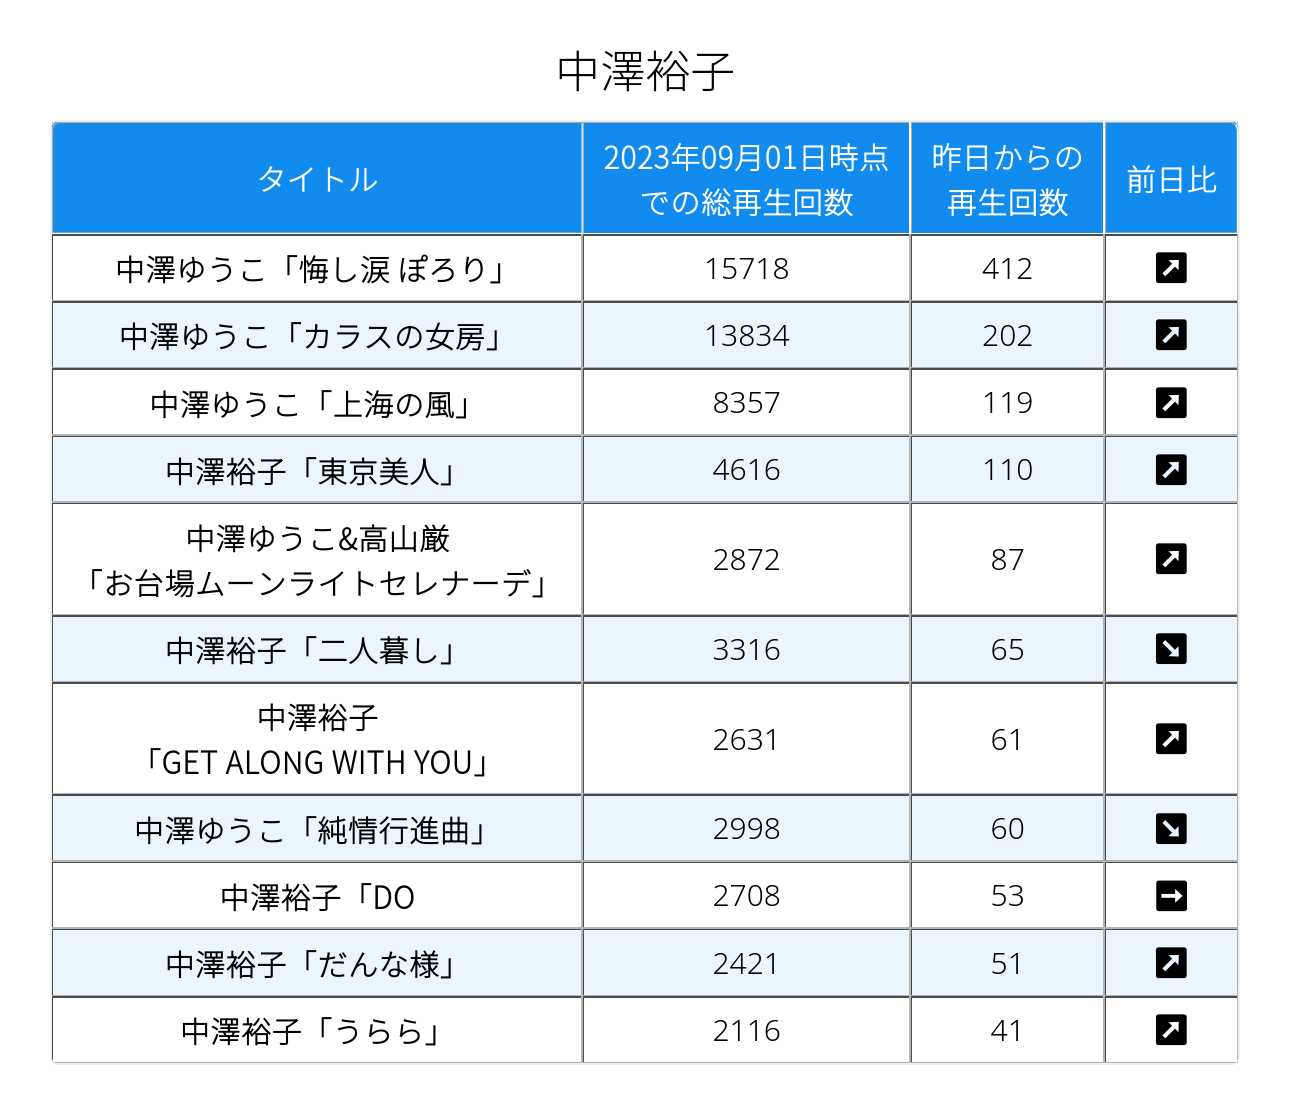 中澤裕子
タイトル
2023年09月01日時点
での総再生回数
昨日からの
再生回数
前日比
中澤ゆうこ「悔し涙 ぽろり」
15718
412
中澤ゆうこ「カラスの女房」
13834
202
中澤ゆうこ「上海の風」
8357
119
中澤裕子「東京美人」
4616
110
中澤ゆうこ&高山厳
「お台場ムーンライトセレナーデ」
2872
87
中澤裕子「二人暮し」
3316
65
中澤裕子
「GET ALONG WITH YOU」
2631
61
中澤ゆうこ「純情行進曲」
2998
60
中澤裕子「DO
2708
53
中澤裕子「だんな様」
2421
51
中澤裕子「うらら」
2116
41